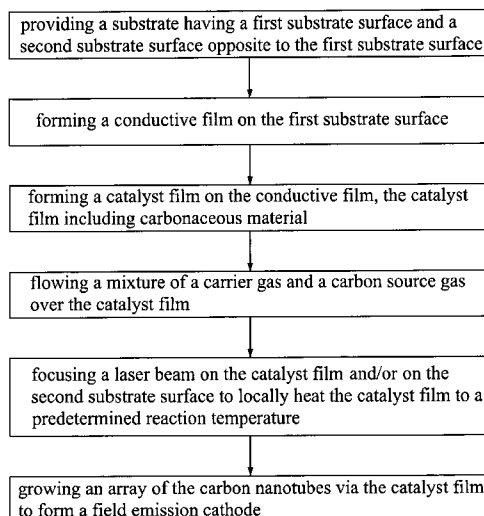 providing a substrate having a first substrate surface and a
second substrate surface opposite to the first substrate surface
forming a conductive film on the first substrate surface
forming a catalyst film on the conductive film, the catalyst
film including carbonaceous material
flowing a mixture of a carrier gas and a carbon source gas
over the catalyst film
focusing a laser beam on the catalyst film and/or on the
second substrate surface to locally heat the catalyst film to a
predetermined reaction temperature
growing an array of the carbon nanotubes via the catalyst film
to form a field emission cathode